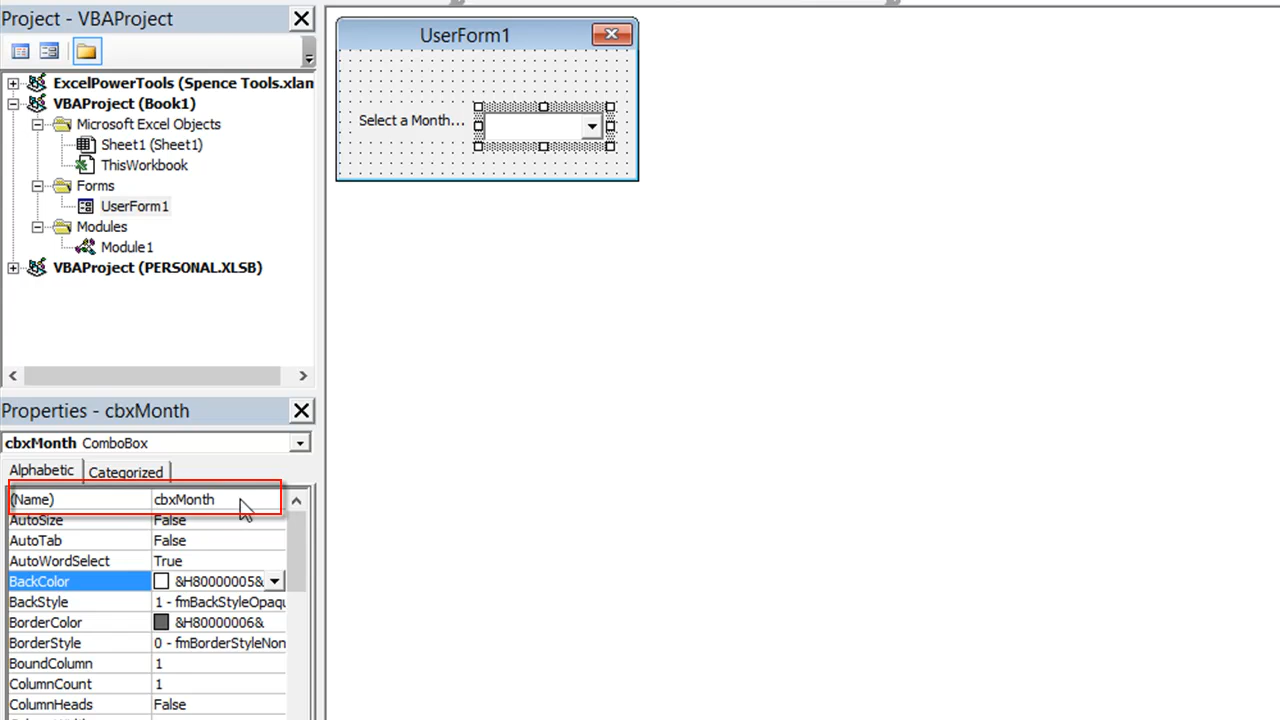 Project - VBAProject
ExcelPowerTools (Spence Tools.xlan
VBAProject (Book1)
Microsoft Excel Objects
Sheet1 (Sheet1)
ThisWorkbook
Forms
UserForm1
Modules
Module1
VBAProject (PERSONAL.XLSB)
Properties - cbxMonth
cbxMonth ComboBox
Alphabetic Categorized
(Name) cbxMonth
AutoSize False
AutoTab False
AutoWordSelect True
BackColor &H80000005&
BackStyle 1 - fmBackStyleOpaqu
BorderColor &H80000006&
BorderStyle 0 - fmBorderStyleNon
BoundColumn 1
ColumnCount 1
ColumnHeads False
UserForm1
Select a Month...